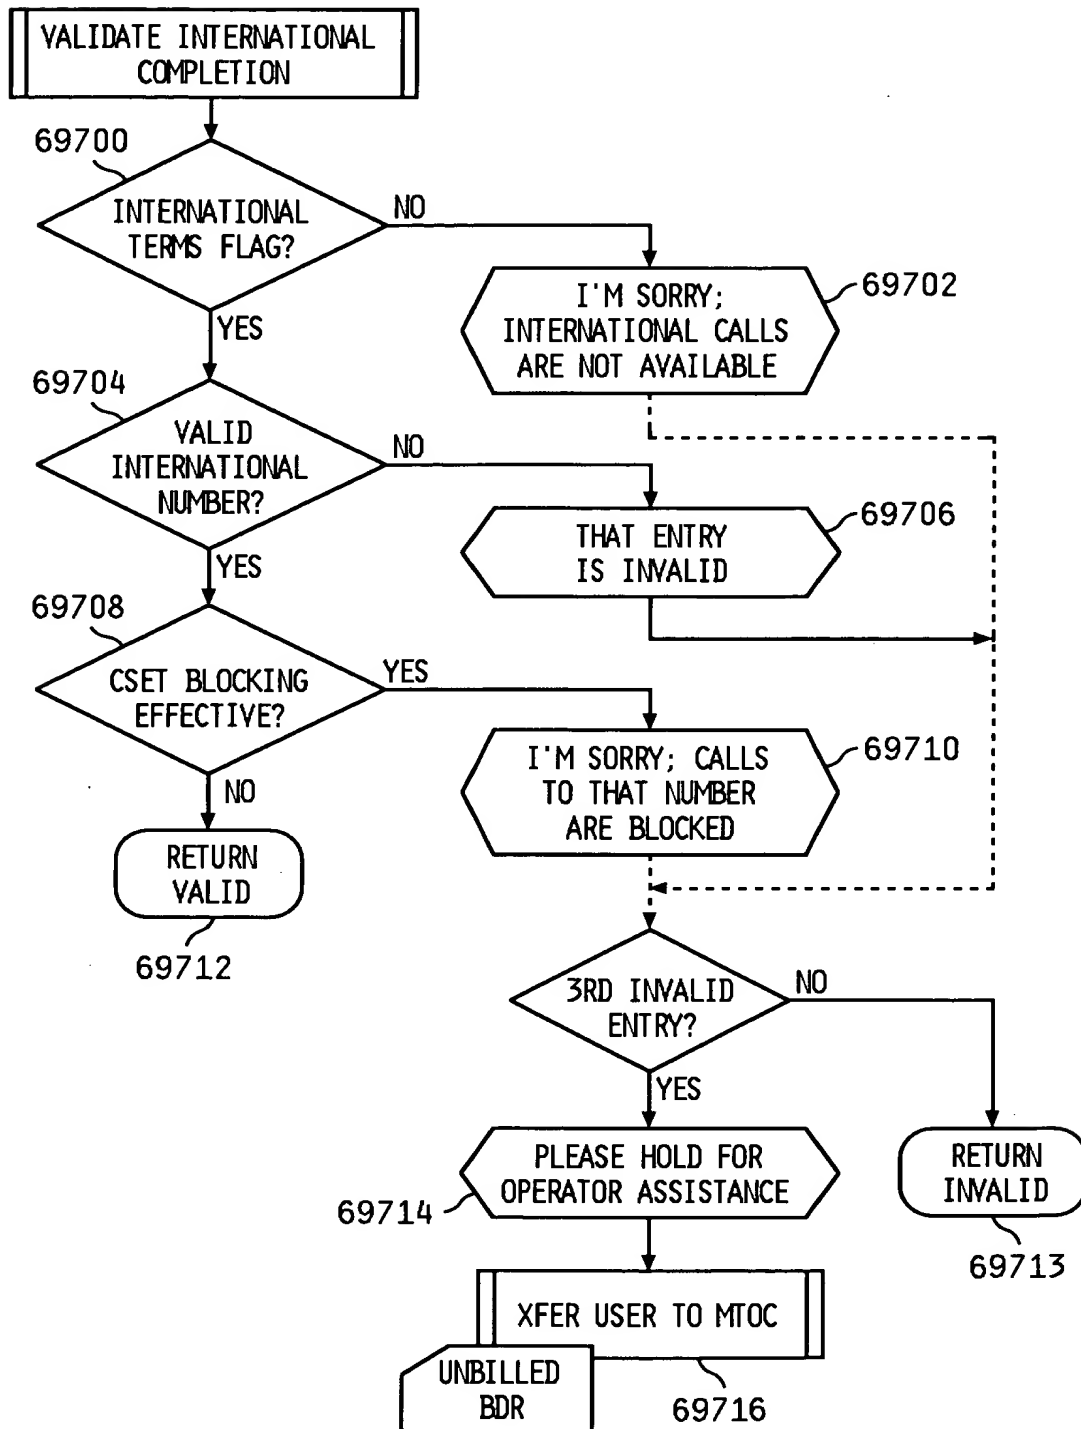 VALIDATE INTERNATIONAL
COMPLETION
69700
INTERNATIONAL
TERMS FLAG?
NO
YES
I'M SORRY;
INTERNATIONAL CALLS
ARE NOT AVAILABLE
69702
69704
VALID
INTERNATIONAL
NUMBER?
NO
YES
THAT ENTRY
IS INVALID
69706
69708
CSET BLOCKING
EFFECTIVE?
YES
NO
I'M SORRY; CALLS
TO THAT NUMBER
ARE BLOCKED
69710
RETURN
VALID
69712
3RD INVALID
ENTRY?
NO
YES
PLEASE HOLD FOR
OPERATOR ASSISTANCE
69714
RETURN
INVALID
69713
XFER USER TO MTOC
UNBILLED
BDR
69716